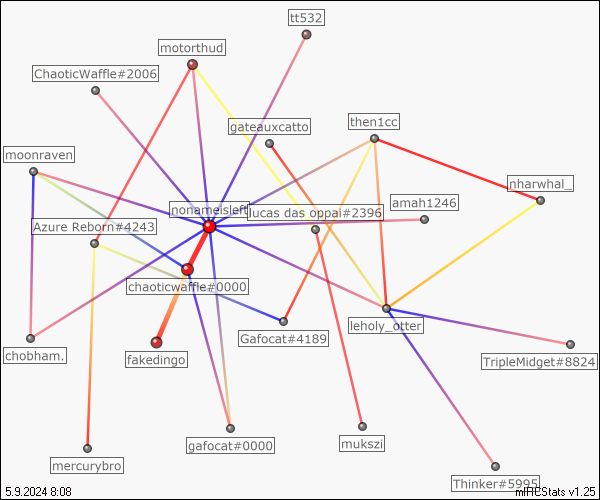 tt532
motorthud
ChaoticWaffle#2006
gateauxcatto
then1cc
moonraven
nharwhal_
amah1246
nonameisleft
lucas das oppai#2396
Azure Reborn#4243
chaoticwaffle#0000
leholy_otter
Gafocat#4189
fakedingo
chobham.
TripleMidget#8824
gafocat#0000
mukszi
mercurybro
Thinker#5995
5.9.2024 8:08
mIRCStats v1.25